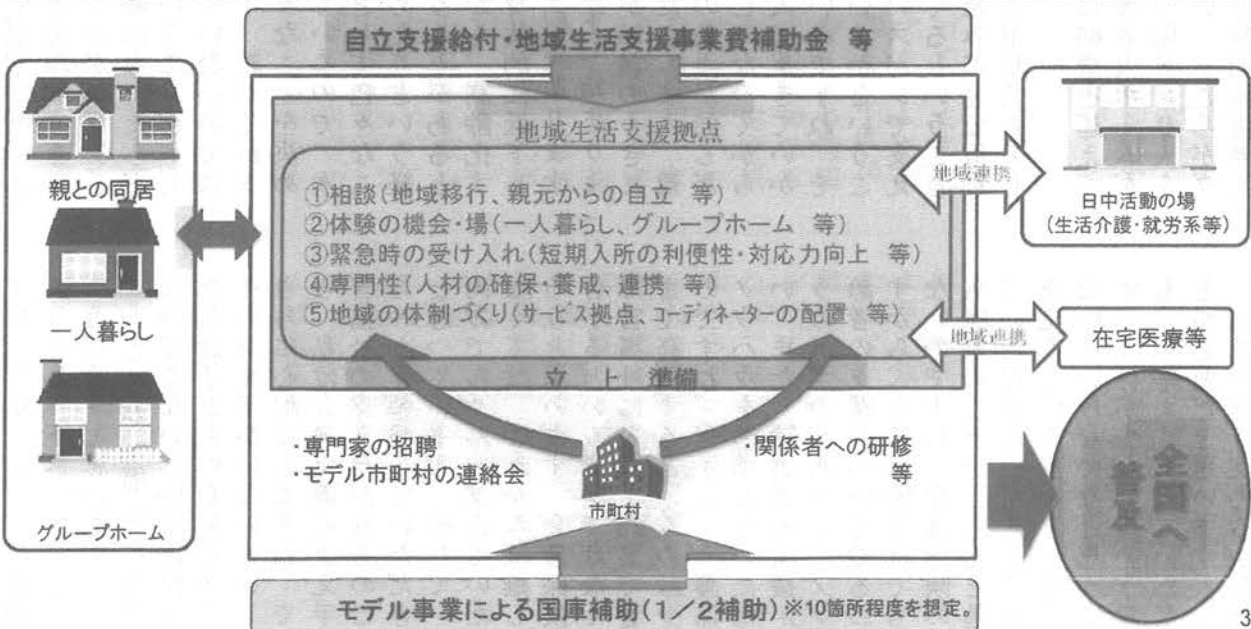 自立支援給付・地域生活支援事業費補助金 等
親との同居
一人暮らし
グループホーム
地域生活支援拠点
①相談(地域移行、親元からの自立 等)
②体験の機会・場(一人暮らし、グループホーム 等)
③緊急時の受け入れ(短期入所の利便性・対応力向上 等)
④専門性(人材の確保・養成、連携 等)
⑤地域の体制づくり(サービス拠点、コーディネーターの配置 等)
立 上 準備
・専門家の招聘
・モデル市町村の連絡会
市町村
・関係者への研修
等
地域連携
日中活動の場
(生活介護・就労系等)
地域連携
在宅医療等
全国へ
普及
モデル事業による国庫補助(1/2補助)※10箇所程度を想定。
3